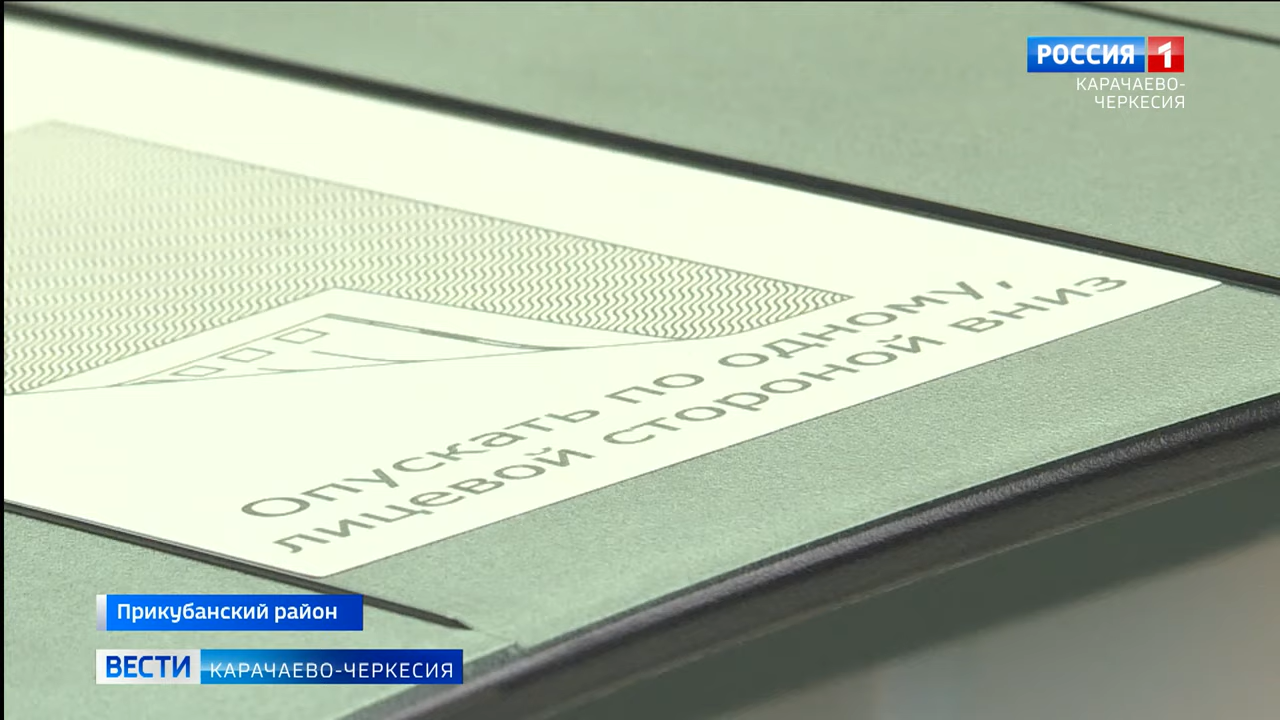 РОССИЯ 1
КАРАЧАЕВО-
ЧЕРКЕСИЯ
Опускать по одному,
лицевой стороной вниз
Прикубанский район
ВЕСТИ КАРАЧАЕВО-ЧЕРКЕСИЯ